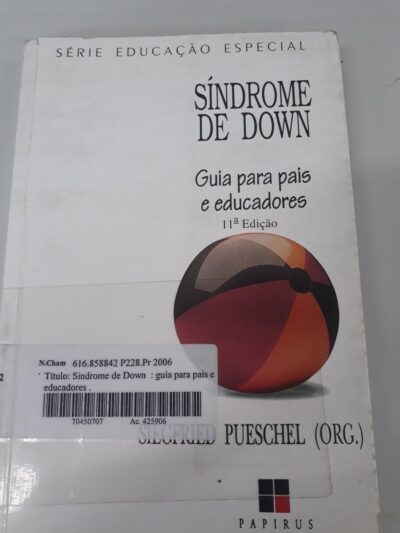 SÉRIE EDUCAÇÃO ESPECIAL
SÍNDROME
DE DOWN
Guia para pais
e educadores
11ª Edição
N.Cham 616.858842 P228.Pr 2006
Título: Síndrome de Down : guia para pais e
educadores .
2
70450707 Ac. 425906
SIEGFRIED PUESCHEL (ORG.)
PAPIRUS